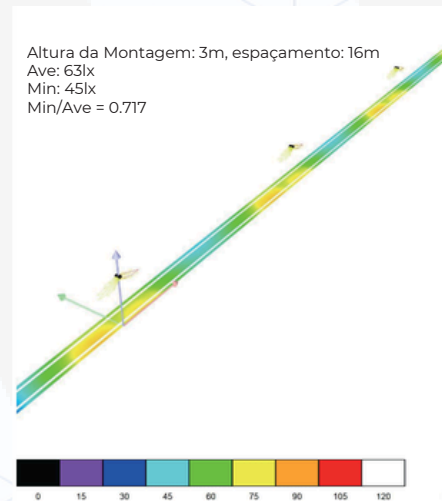 Altura da Montagem: 3m, espaçamento: 16m
Ave: 63lx
Min: 45lx
Min/Ave = 0.717
0 15 30 45 60 75 90 105 120